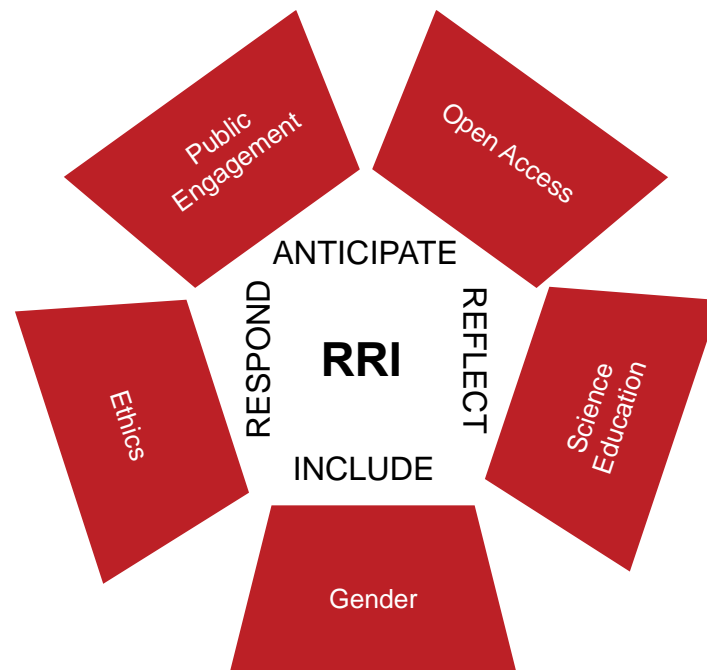 Public
Engagement
Open Access
ANTICIPATE
RESPOND
REFLECT
RRI
Ethics
Science
Education
INCLUDE
Gender